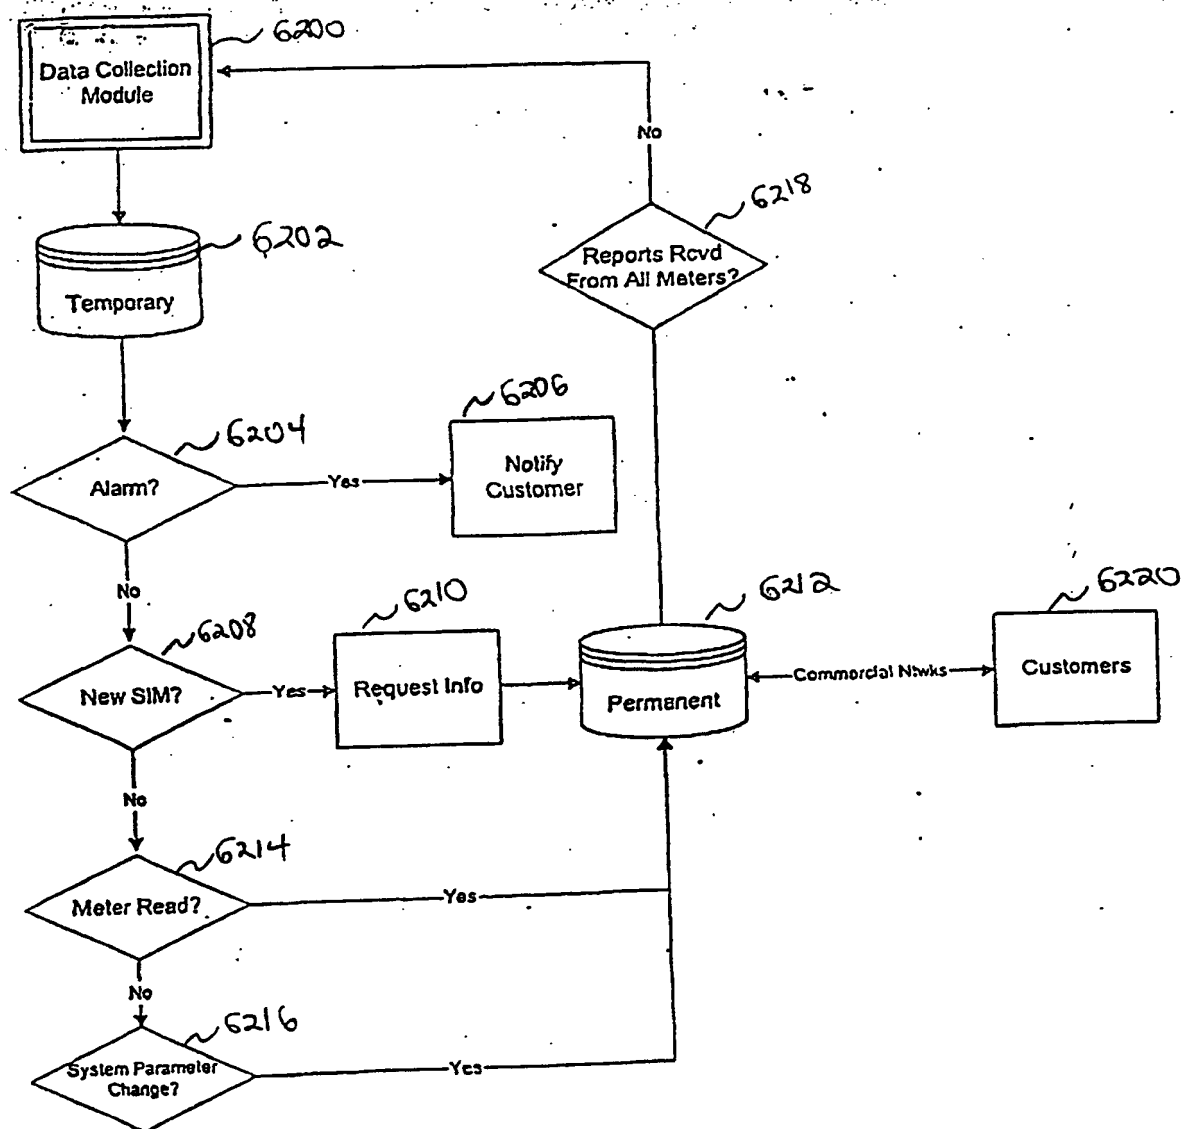 6200
Data Collection
Module
No
6218
6202
Reports Rcvd
From All Meters?
Temporary
6206
6204
Notify
Customer
Alarm?
Yes
No
6210
6212
6220
6208
Commercial Ntwks
Customers
New SIM?
Yes
Request Info
Permanent
No
6214
Meter Read?
Yes
No
6216
System Parameter
Change?
Yes